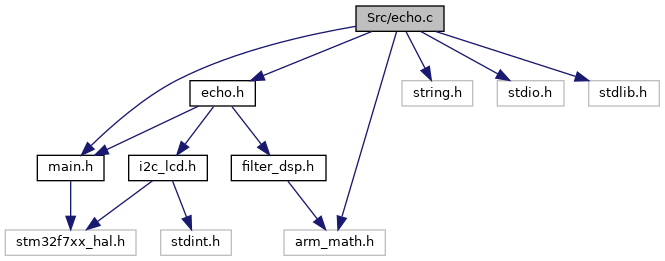 Src/echo.c
echo.h
string.h
stdio.h
stdlib.h
main.h
i2c_lcd.h
filter_dsp.h
stm32f7xx_hal.h
stdint.h
arm_math.h